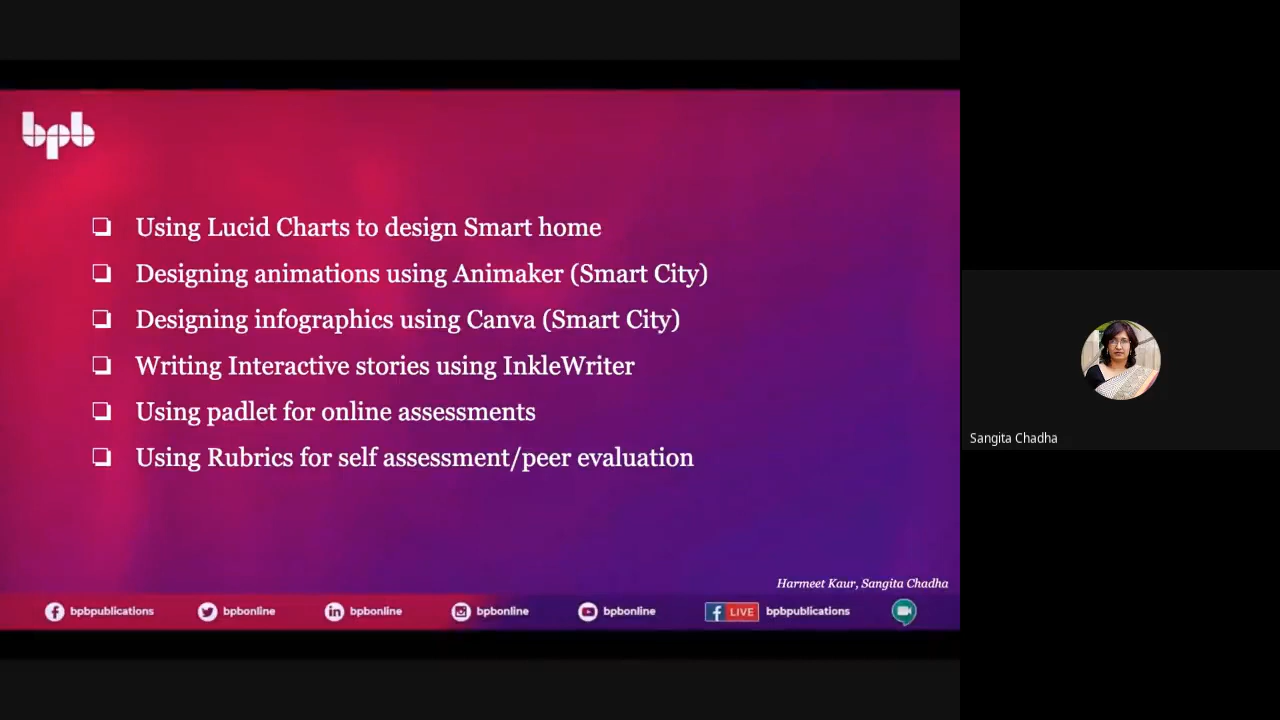 bpb
❏ Using Lucid Charts to design Smart home
❏ Designing animations using Animaker (Smart City)
❏ Designing infographics using Canva (Smart City)
❏ Writing Interactive stories using InkleWriter
❏ Using padlet for online assessments
❏ Using Rubrics for self assessment/peer evaluation
Sangita Chadha
Harmeet Kaur, Sangita Chadha
bpbpublications bpbonline bpbonline bpbonline bpbonline LIVE bpbpublications